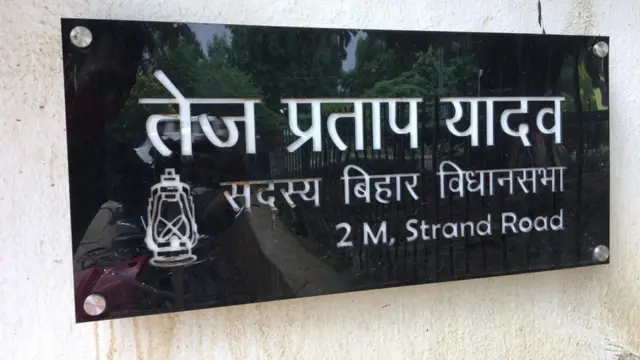 तेज प्रताप यादव
सदस्य बिहार विधानसभा
2 M, Strand Road